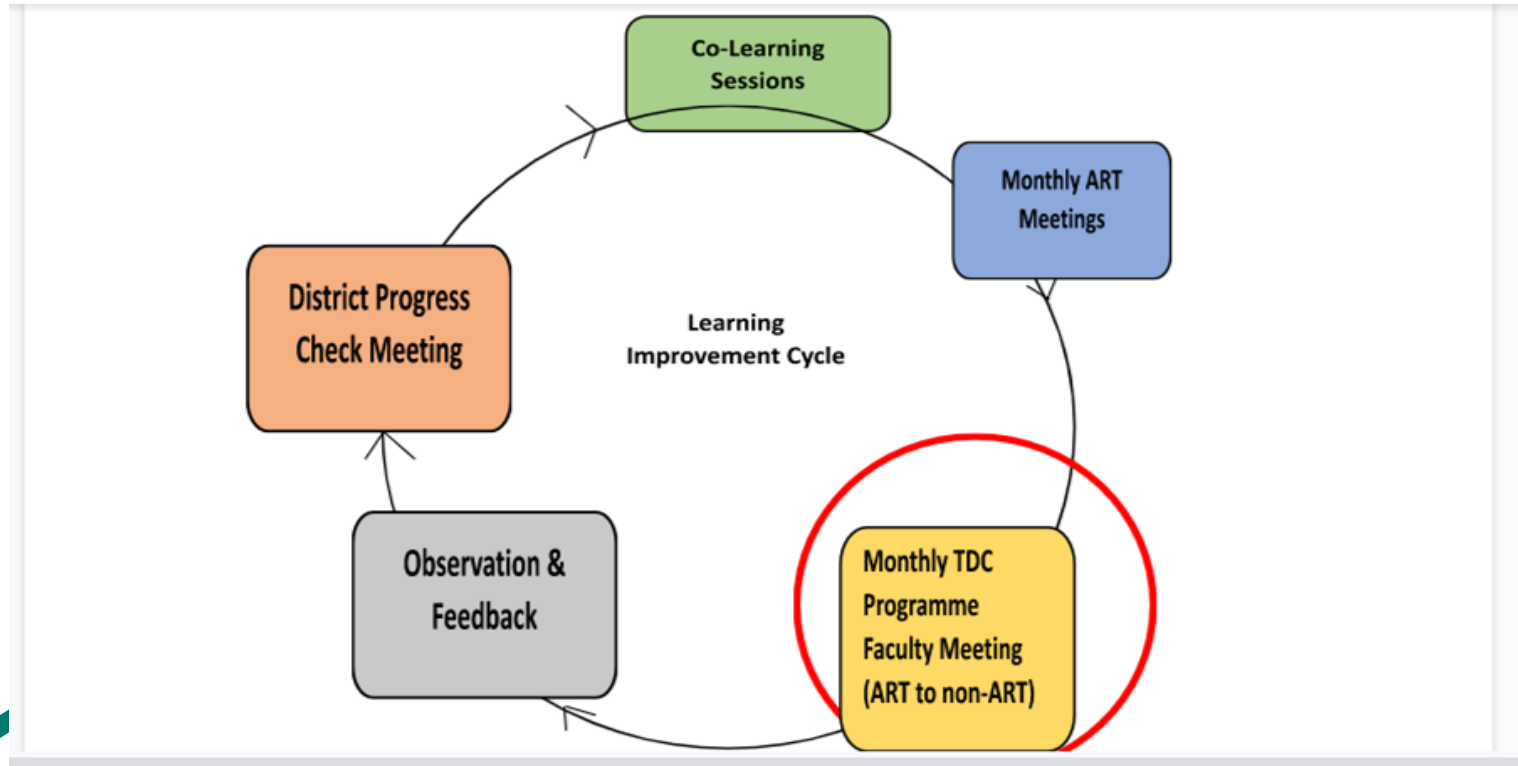 Co-Learning
Sessions
Monthly ART
Meetings
District Progress
Check Meeting
Learning
Improvement Cycle
Observation &
Feedback
Monthly TDC
Programme
Faculty Meeting
(ART to non-ART)